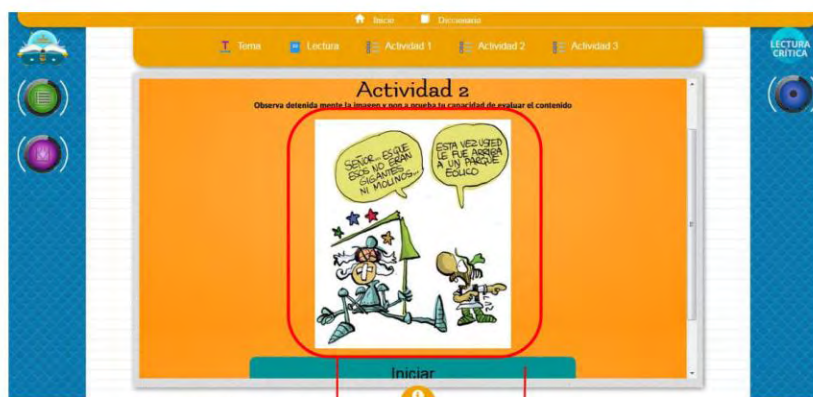 Inicio Diccionario
Tema Lectura Actividad 1 Actividad 2 Actividad 3
LECTURA
CRÍTICA
Actividad 2
Observa detenida mente la imagen y pon a prueba tu capacidad de evaluar el contenido
SEÑOR... ES QUE
ESOS NO ERAN
GIGANTES
NI MOLINOS...
ESTA VEZ USTED
LE FUE ARRIBA
A UN PARQUE
EOLICO
Iniciar